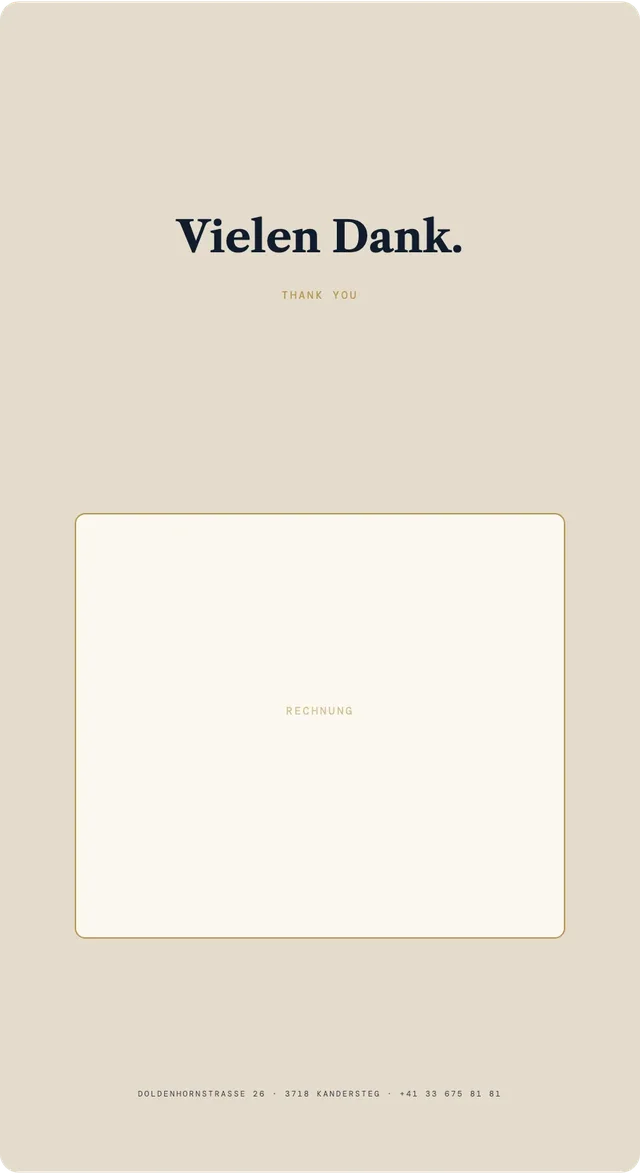 Vielen Dank.
THANK YOU
RECHNUNG
DOLDENHORNSTRASSE 26 · 3718 KANDERSTEG · +41 33 675 81 81